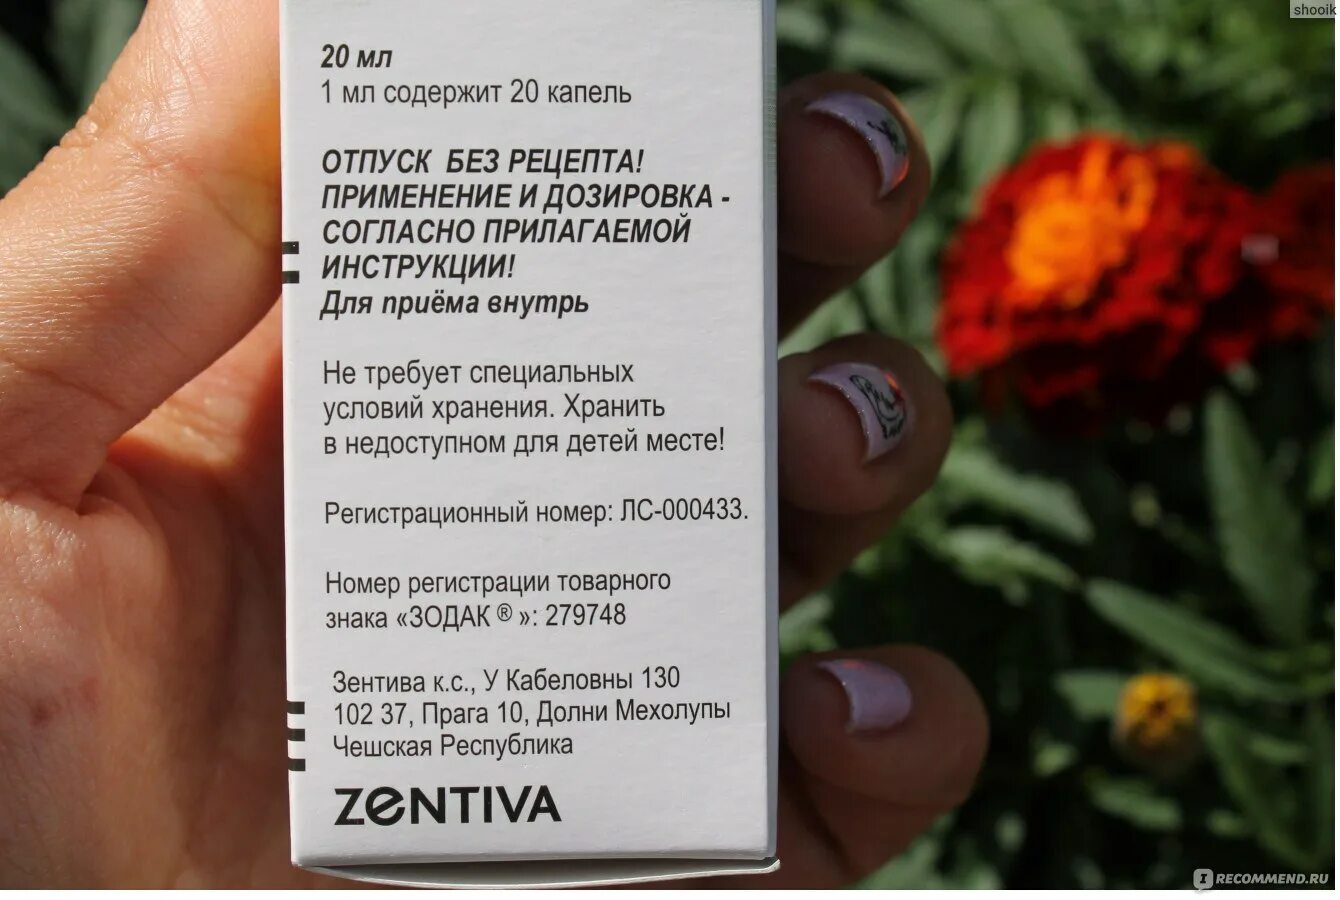 shooik
20 мл
1 мл содержит 20 капель
ОТПУСК БЕЗ РЕЦЕПТА!
ПРИМЕНЕНИЕ И ДОЗИРОВКА -
СОГЛАСНО ПРИЛАГАЕМОЙ
ИНСТРУКЦИИ!
Для приёма внутрь
Не требует специальных
условий хранения. Хранить
в недоступном для детей месте!
Регистрационный номер: ЛС-000433.
Номер регистрации товарного
знака «ЗОДАК ® »: 279748
Зентива к.с., У Кабеловны 130
102 37, Прага 10, Долни Мехолупы
Чешская Республика
ZENTIVA
I RECOMMEND.RU